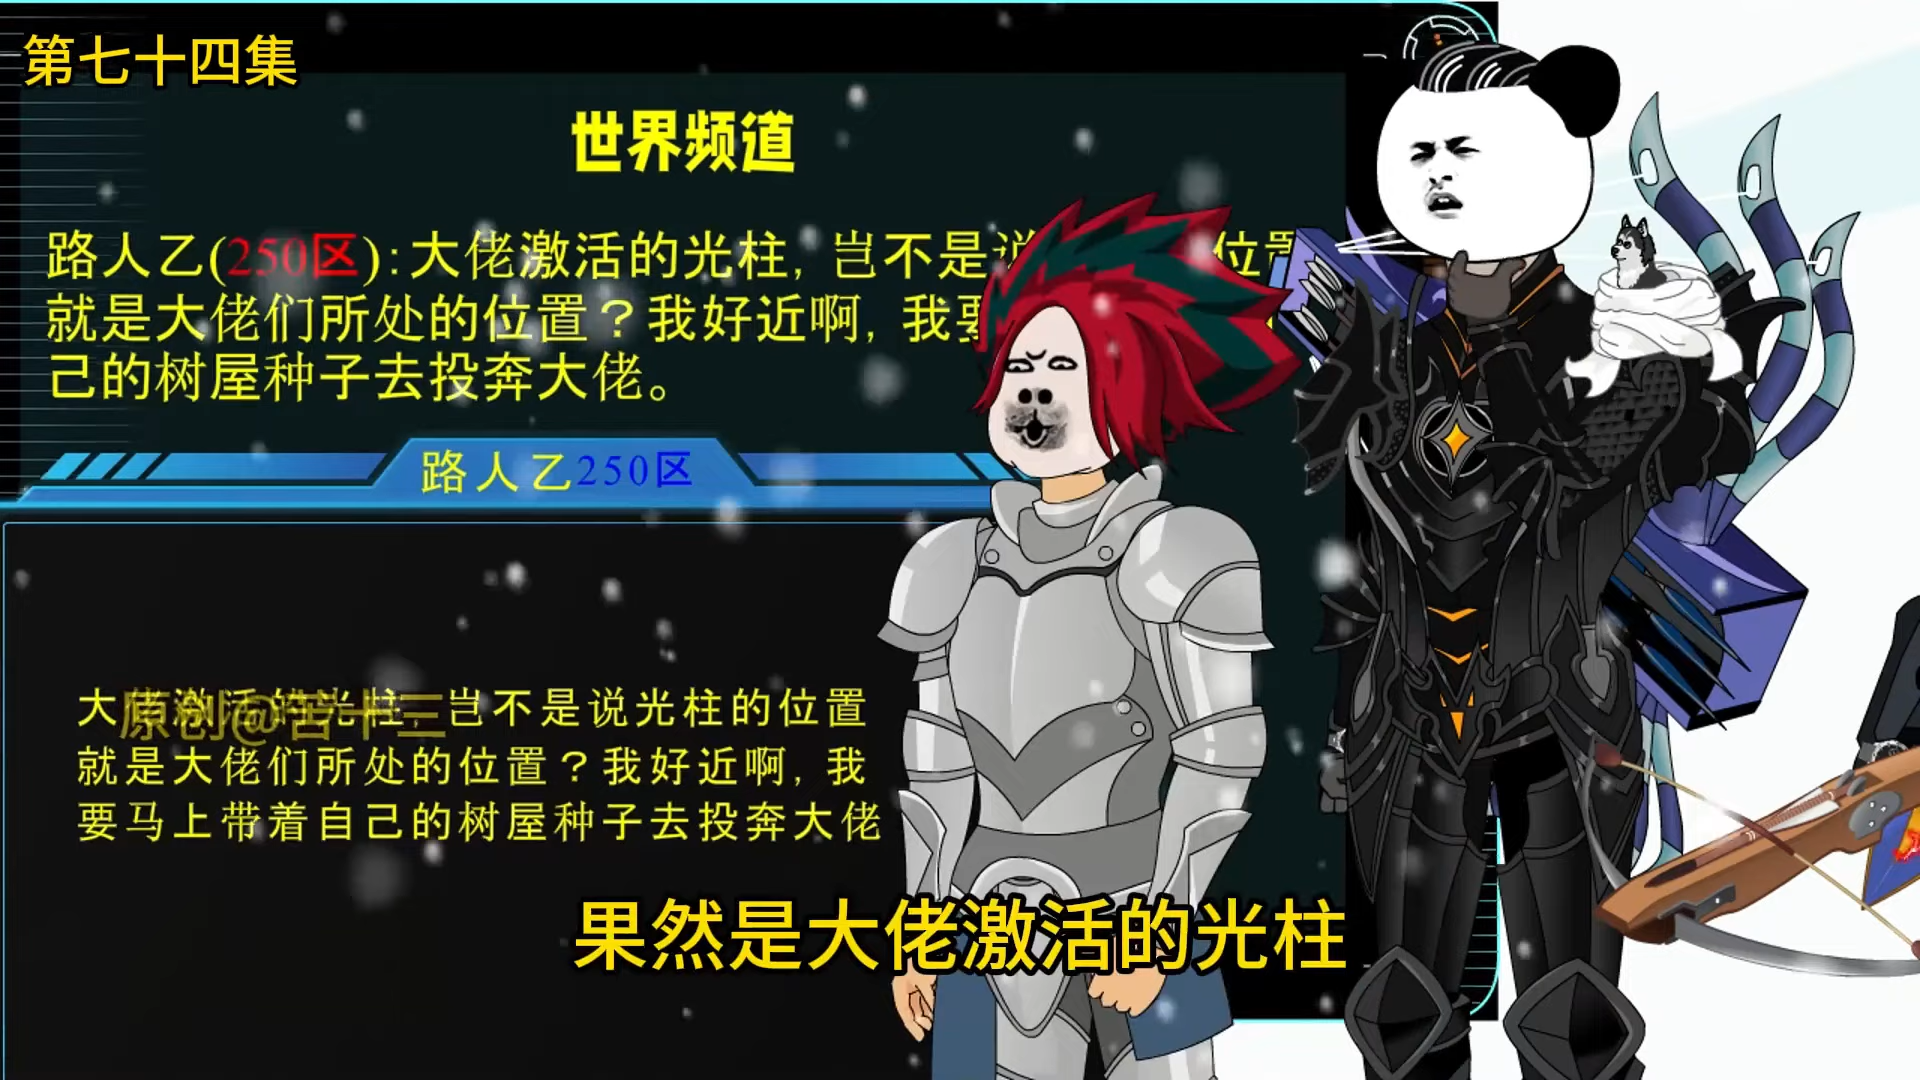 第七十四集
世界频道
路人乙(250区):大佬激活的光柱，岂不是说 位置
就是大佬们所处的位置？我好近啊，我要
己的树屋种子去投奔大佬。
路人乙250区
大佬激活的光柱，岂不是说光柱的位置
原创@苦十三
就是大佬们所处的位置？我好近啊，我
要马上带着自己的树屋种子去投奔大佬
果然是大佬激活的光柱